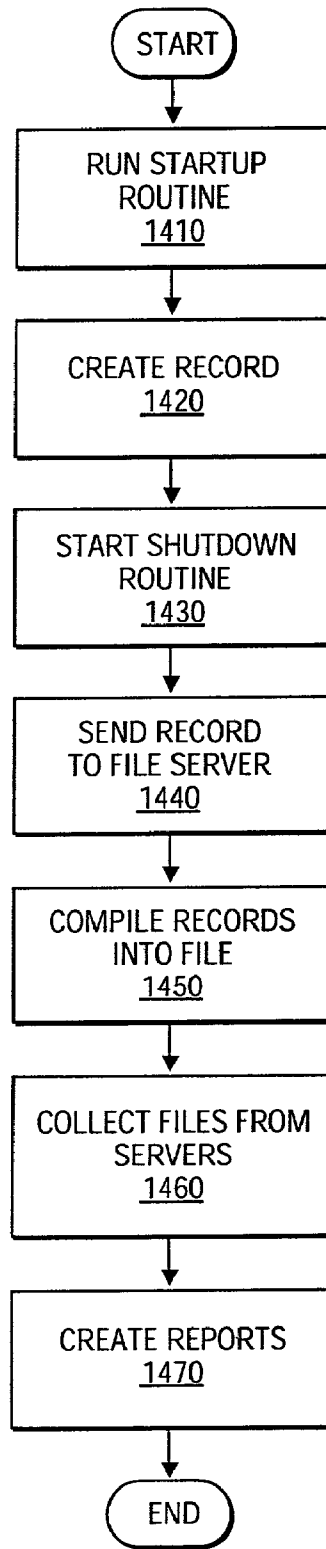 START
RUN STARTUP
ROUTINE
1410
CREATE RECORD
1420
START SHUTDOWN
ROUTINE
1430
SEND RECORD
TO FILE SERVER
1440
COMPILE RECORDS
INTO FILE
1450
COLLECT FILES FROM
SERVERS
1460
CREATE REPORTS
1470
END